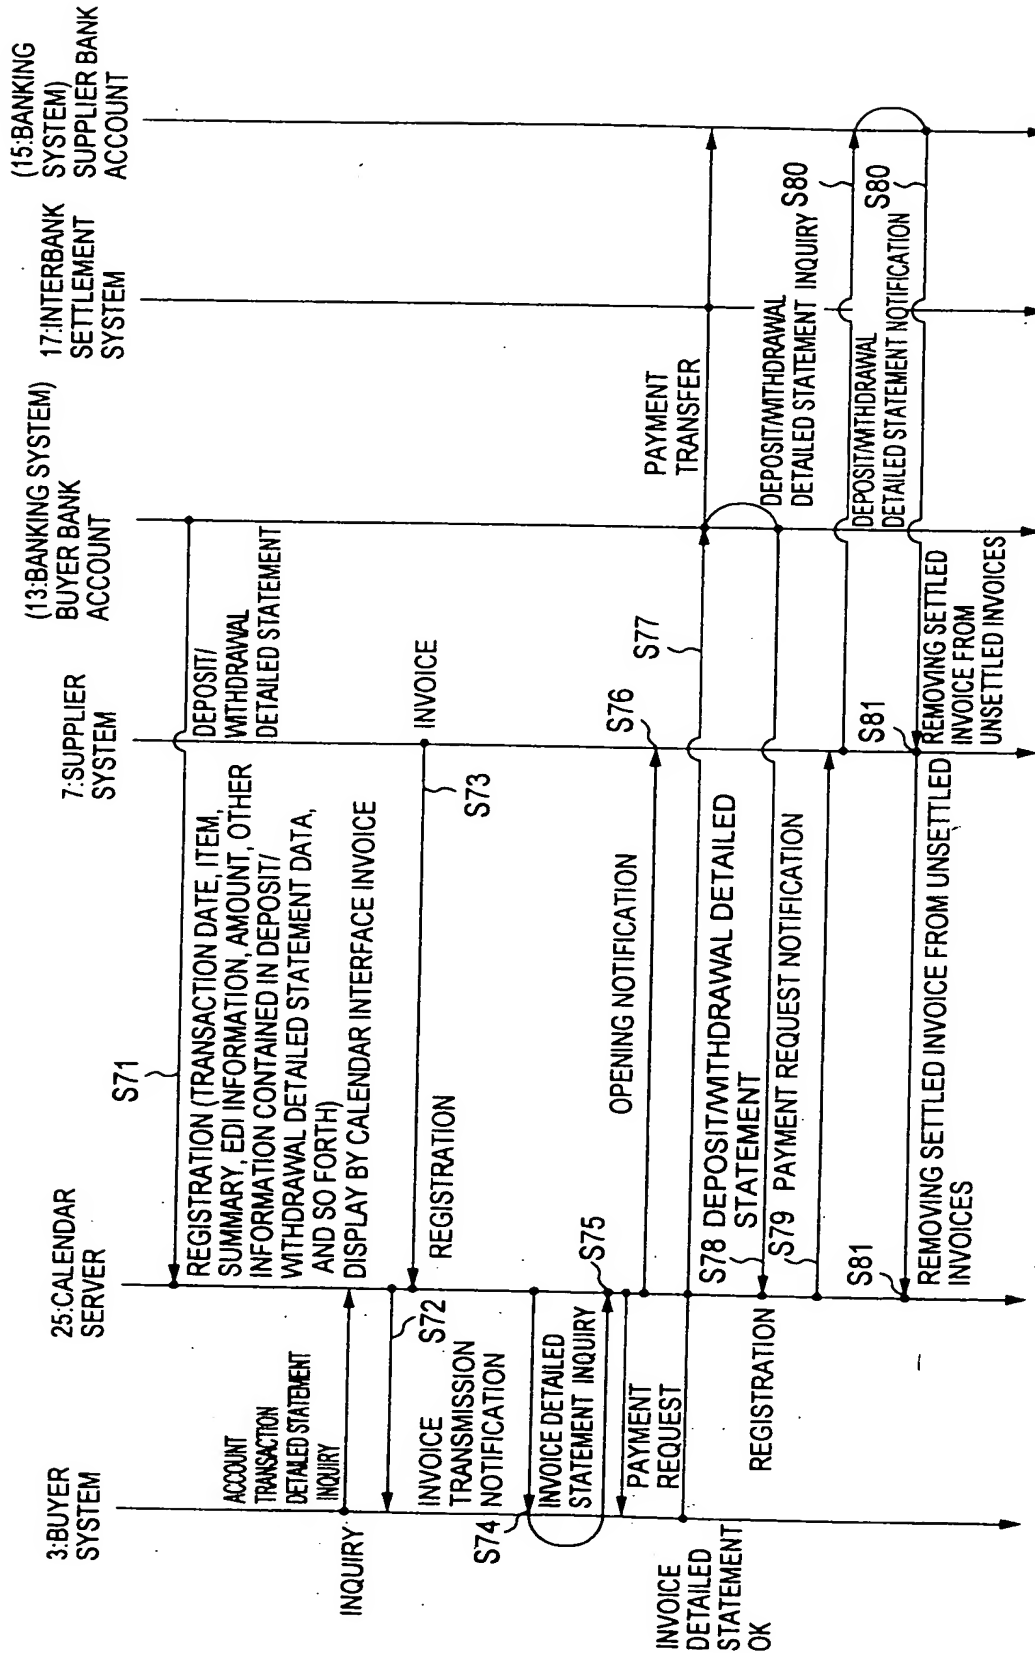 3:BUYER
SYSTEM
25:CALENDAR
SERVER
7:SUPPLIER
SYSTEM
(13:BANKING SYSTEM)
BUYER BANK
ACCOUNT
17:INTERBANK
SETTLEMENT
SYSTEM
(15:BANKING
SYSTEM)
SUPPLIER BANK
ACCOUNT
S71
DEPOSIT/
WITHDRAWAL
DETAILED STATEMENT
REGISTRATION (TRANSACTION DATE, ITEM,
SUMMARY, EDI INFORMATION, AMOUNT, OTHER
INFORMATION CONTAINED IN DEPOSIT/
WITHDRAWAL DETAILED STATEMENT DATA,
AND SO FORTH)
DISPLAY BY CALENDAR INTERFACE INVOICE
ACCOUNT
TRANSACTION
DETAILED STATEMENT
INQUIRY
INQUIRY
S72
INVOICE
S73
REGISTRATION
INVOICE
TRANSMISSION
NOTIFICATION
S74
INVOICE DETAILED
STATEMENT INQUIRY
S75
PAYMENT
REQUEST
OPENING NOTIFICATION
S76
INVOICE
DETAILED
STATEMENT
OK
S77
PAYMENT
TRANSFER
S78 DEPOSIT/WITHDRAWAL DETAILED
STATEMENT
REGISTRATION
DEPOSIT/WITHDRAWAL
DETAILED STATEMENT INQUIRY
S79 PAYMENT REQUEST NOTIFICATION
S80
DEPOSIT/WITHDRAWAL
DETAILED STATEMENT NOTIFICATION
S80
S81
REMOVING SETTLED
INVOICE FROM
UNSETTLED INVOICES
S81
REMOVING SETTLED INVOICE FROM UNSETTLED
INVOICES